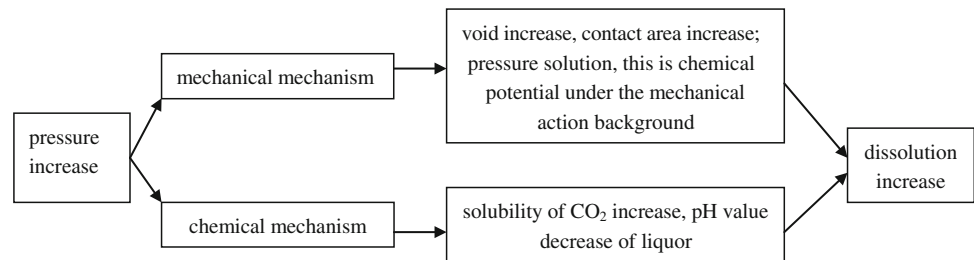 pressure
increase
mechanical mechanism
void increase, contact area increase;
pressure solution, this is chemical
potential under the mechanical
action background
chemical mechanism
solubility of CO₂ increase, pH value
decrease of liquor
dissolution
increase